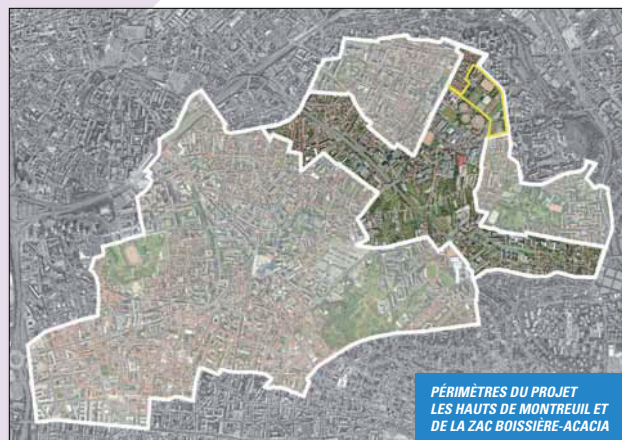 PÉRIMÈTRES DU PROJET
LES HAUTS DE MONTREUIL ET
DE LA ZAC BOISSIÈRE-ACACIA